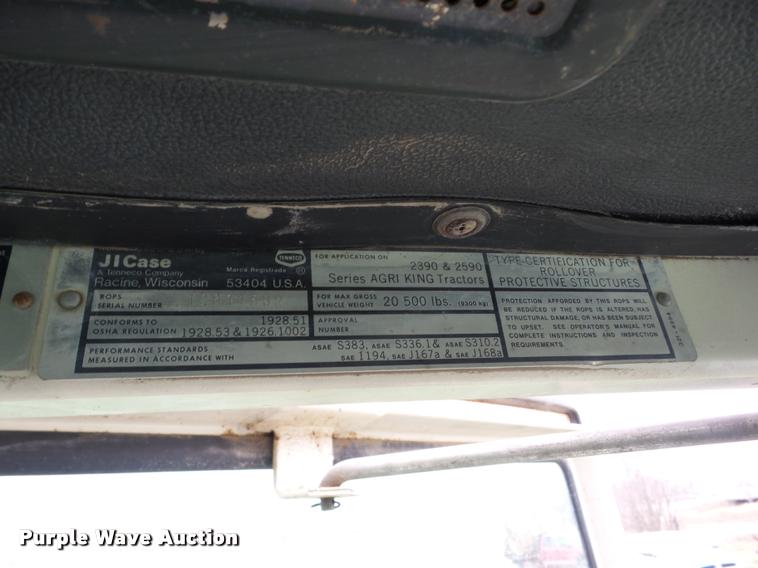 JI Case
A Tenneco Company
Racine, Wisconsin
Marca Registrada ®
53404 U.S.A.
TENNECO
ROPS
SERIAL NUMBER
CONFORMS TO
OSHA REGULATION
1928.51
1928.53 & 1926.1002
PERFORMANCE STANDARDS
MEASURED IN ACCORDANCE WITH
ASAE S383, ASAE S336.1& ASAE S310.2
SAE 1194, SAE J167a & SAE J168a
FOR APPLICATION ON
2390 & 2590
Series AGRI KING Tractors
FOR MAX GROSS
VEHICLE WEIGHT
20 500 lbs. (9300 kg)
APPROVAL
NUMBER
TYPE-CERTIFICATION FOR
ROLLOVER
PROTECTIVE STRUCTURES
PROTECTION AFFORDED BY THIS ROPS WILL
BE REDUCED IF THE ROPS IS ALTERED, HAS
STRUCTURAL DAMAGE, OR HAS BEEN SUBJECT
TO UPSET. SEE OPERATOR'S MANUAL FOR
COMPLETE INSTRUCTIONS AND INSPECTION
REQUIREMENTS.
Purple Wave Auction